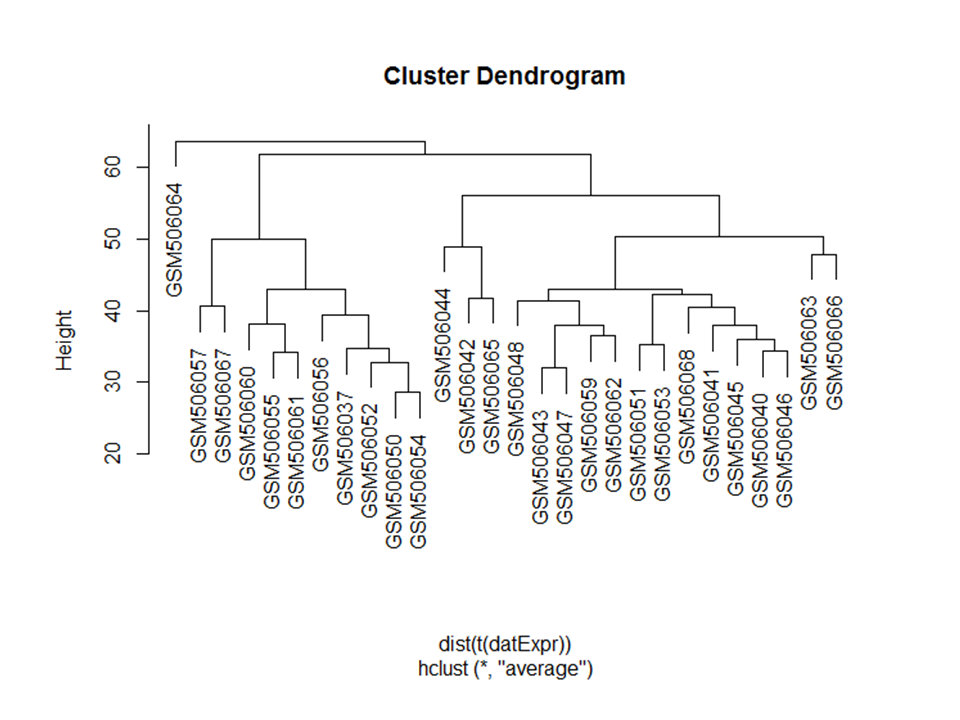 Cluster Dendrogram
Height
60
50
40
30
20
GSM506064
GSM506057
GSM506067
GSM506060
GSM506055
GSM506061
GSM506056
GSM506037
GSM506052
GSM506050
GSM506054
GSM506044
GSM506042
GSM506065
GSM506048
GSM506043
GSM506047
GSM506059
GSM506062
GSM506051
GSM506053
GSM506068
GSM506041
GSM506045
GSM506040
GSM506046
GSM506063
GSM506066
dist(t(datExpr))
hclust (*, "average")